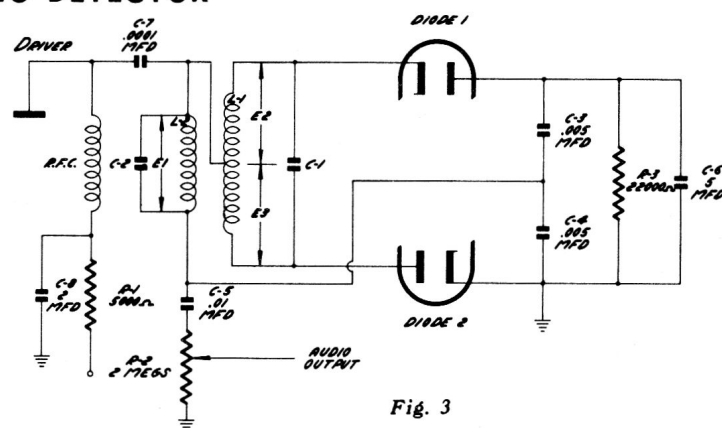 DRIVER
C-7
.0001
MFD
DIODE 1
L-2
L-1
E2
R.F.C.
C-2
E1
C-1
C-3
.005
MFD
R-3
22000Ω
C-6
5
MFD
E3
C-4
.005
MFD
C-8
2
MFD
R-1
5000Ω
C-5
.01
MFD
DIODE 2
R-2
2 MEGS
AUDIO
OUTPUT
Fig. 3